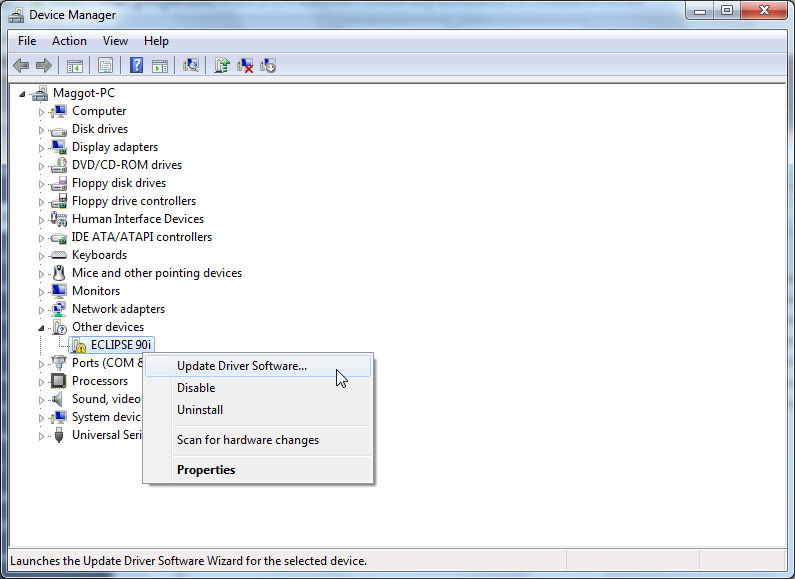 Device Manager
File Action View Help
Maggot-PC
Computer
Disk drives
Display adapters
DVD/CD-ROM drives
Floppy disk drives
Floppy drive controllers
Human Interface Devices
IDE ATA/ATAPI controllers
Keyboards
Mice and other pointing devices
Monitors
Network adapters
Other devices
ECLIPSE 90i
Ports (COM &
Processors
Sound, video
System devic
Universal Seri
Update Driver Software...
Disable
Uninstall
Scan for hardware changes
Properties
Launches the Update Driver Software Wizard for the selected device.